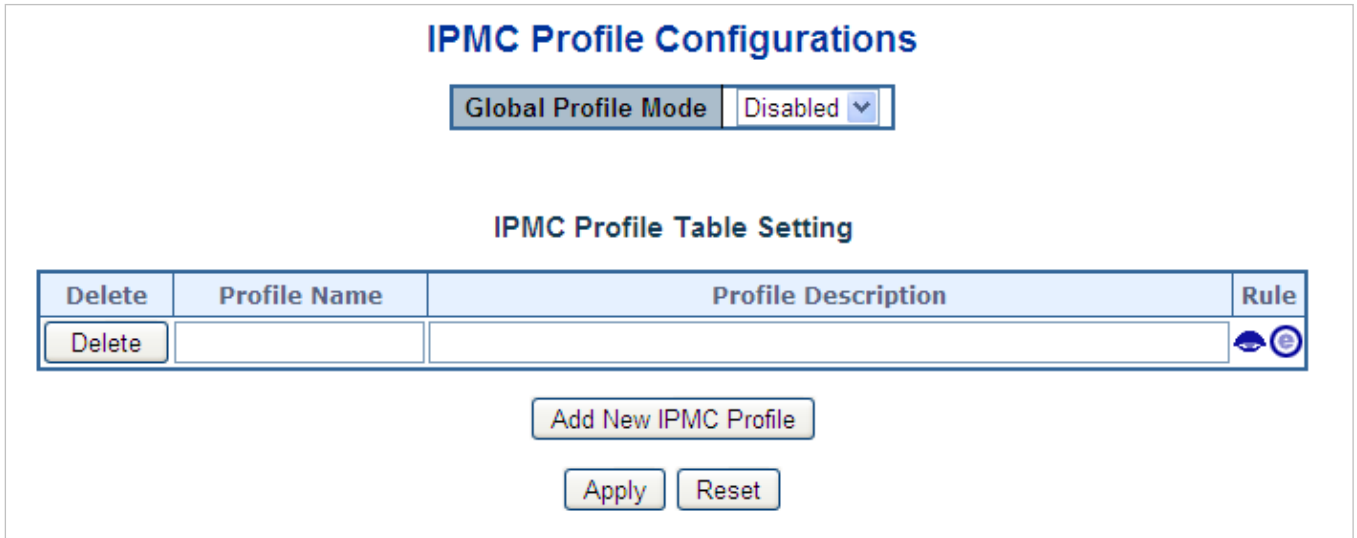 IPMC Profile Configurations
Global Profile Mode Disabled
IPMC Profile Table Setting
Delete Profile Name Profile Description Rule
Delete e
Add New IPMC Profile
Apply Reset